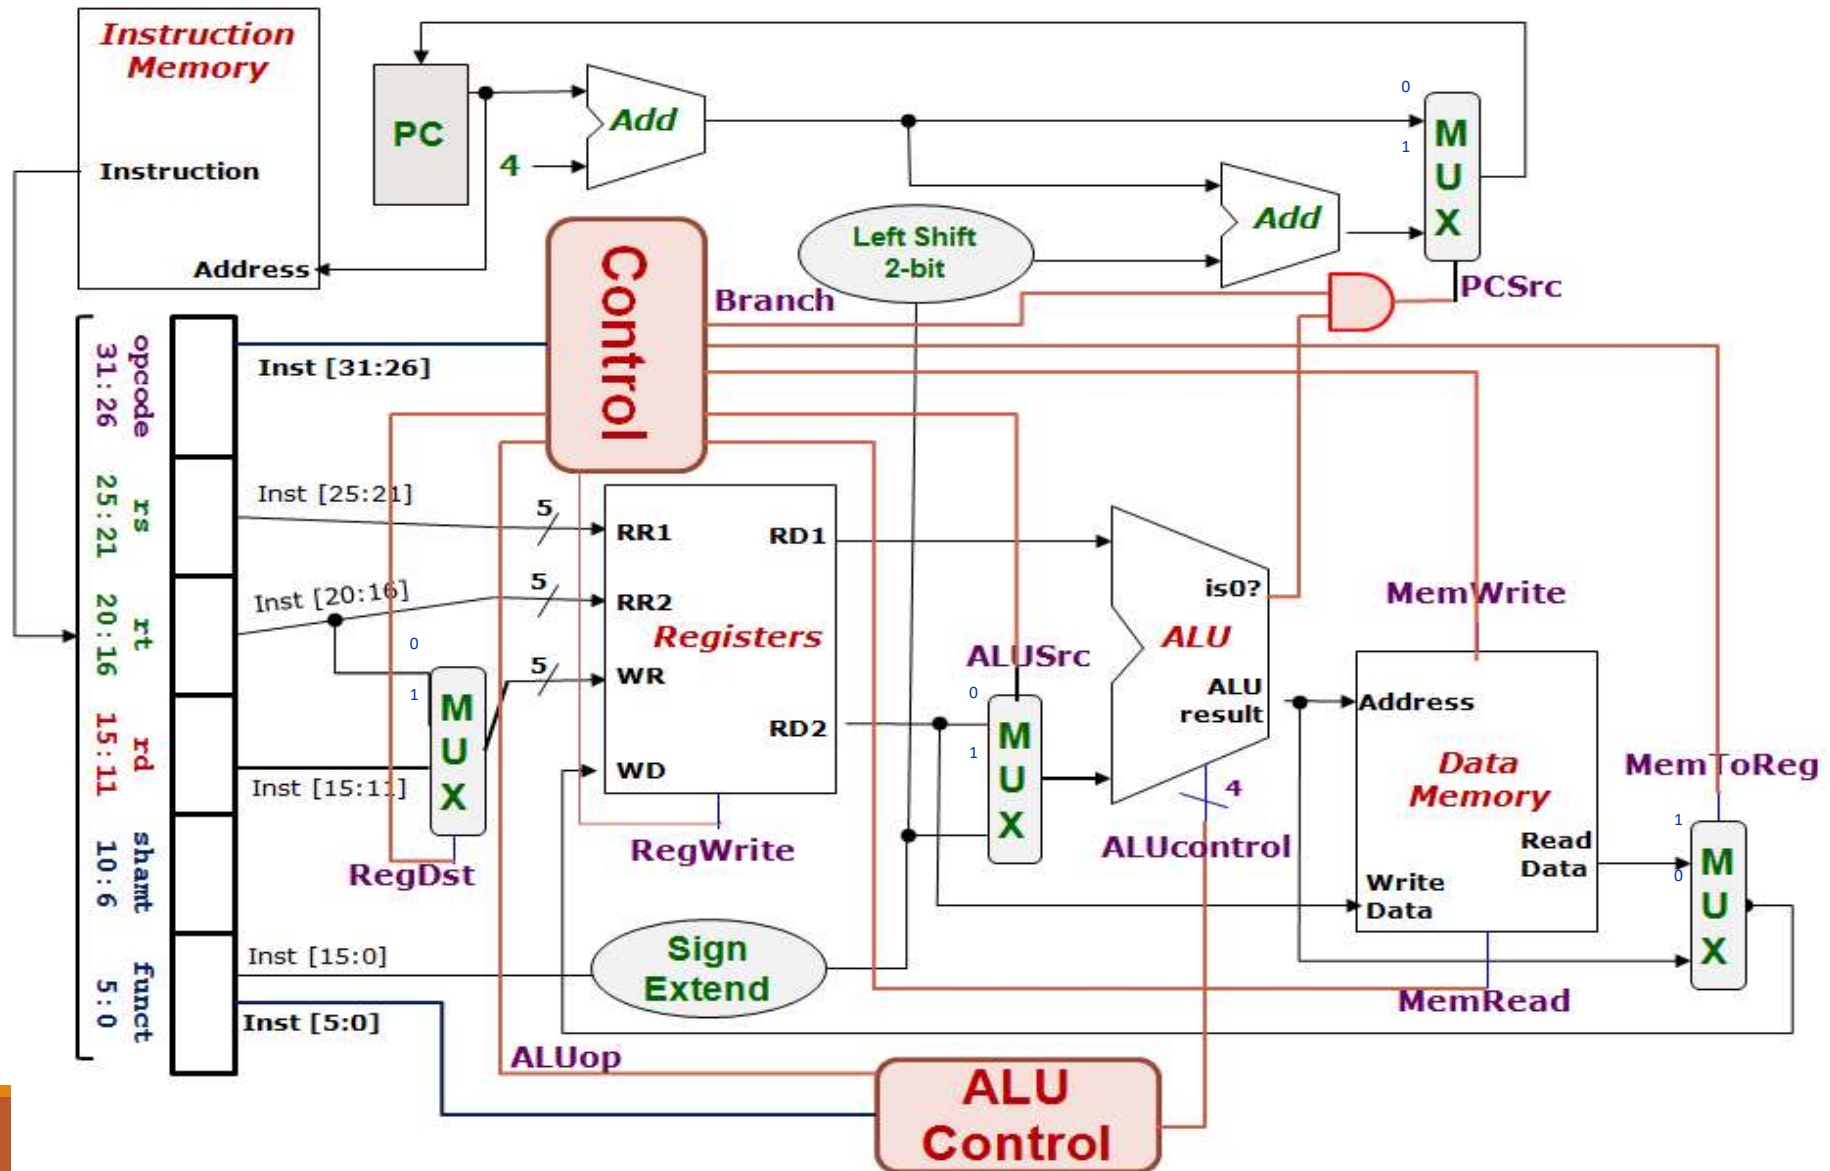 Instruction
Memory
Instruction
Address
PC
4
Add
Add
0
1
M
U
X
PCSrc
Left Shift
2-bit
Control
Branch
opcode
31:26
rs
25:21
rt
20:16
rd
15:11
shamt
10:6
funct
5:0
Inst [31:26]
Inst [25:21]
Inst [20:16]
Inst [15:11]
Inst [15:0]
Inst [5:0]
5
5
5
0
1
M
U
X
RegDst
RR1
RR2
WR
WD
Registers
RD1
RD2
RegWrite
ALUSrc
0
1
M
U
X
is0?
ALU
ALU
result
4
ALUcontrol
MemWrite
Address
Data
Memory
Read
Data
Write
Data
MemRead
MemToReg
1
0
M
U
X
Sign
Extend
ALUop
ALU
Control